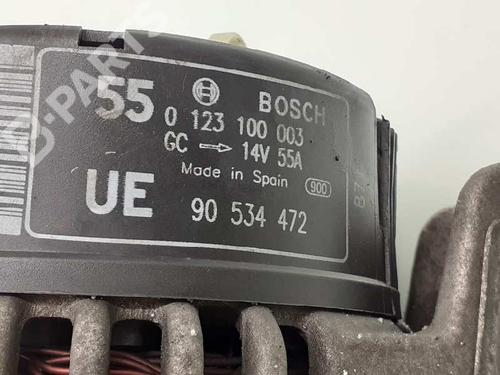 B-PARTS
55 BOSCH
0 123 100 003
GC → 14V 55A
Made in Spain 900
UE 90 534 472